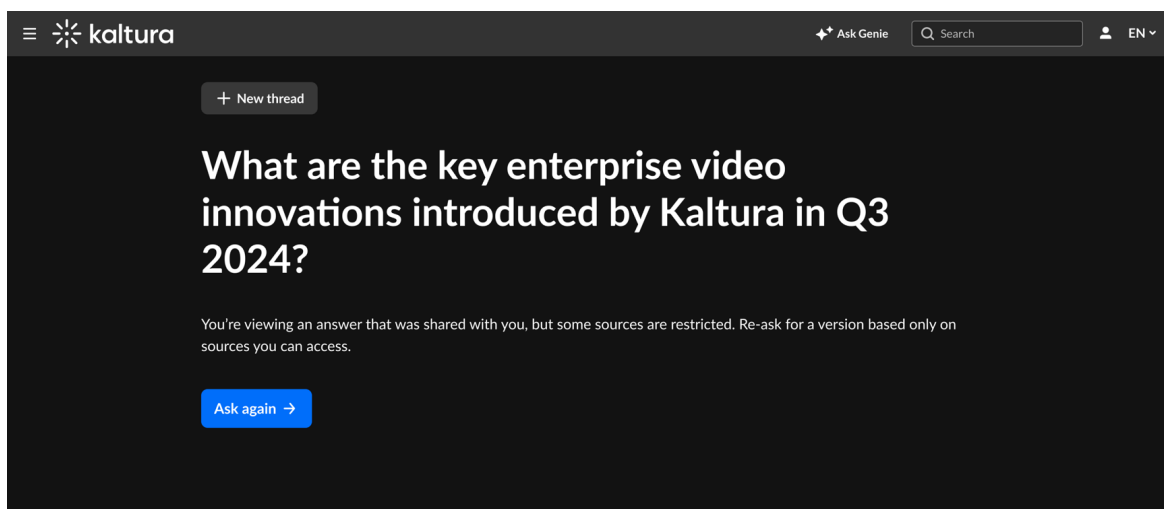 kaltura
Ask Genie
Search
EN
New thread
What are the key enterprise video
innovations introduced by Kaltura in Q3
2024?
You’re viewing an answer that was shared with you, but some sources are restricted. Re-ask for a version based only on
sources you can access.
Ask again